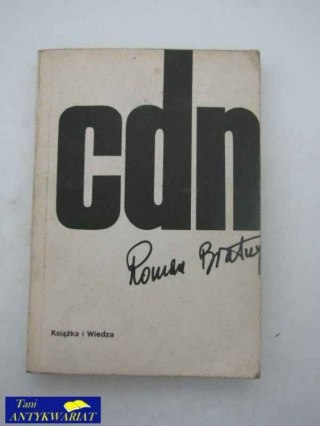 cdn
Roman Bratny
Książka i Wiedza
Tani
ANTYKWARIAT